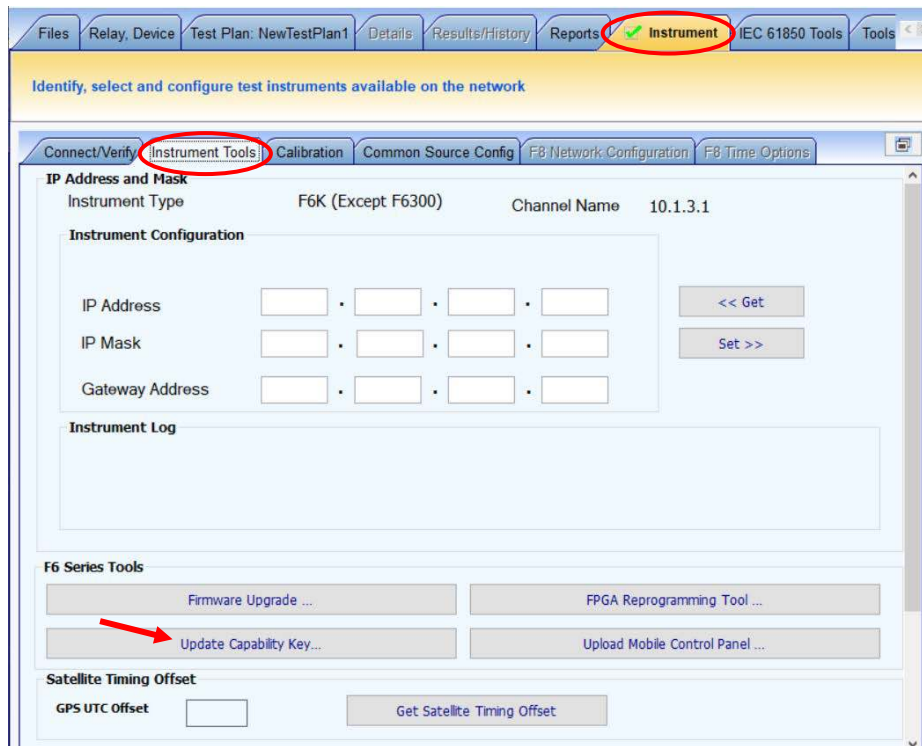 Files Relay, Device Test Plan: NewTestPlan1 Details Results/History Reports Instrument IEC 61850 Tools Tools
Identify, select and configure test instruments available on the network
Connect/Verify Instrument Tools Calibration Common Source Config F8 Network Configuration F8 Time Options
IP Address and Mask
Instrument Type F6K (Except F6300) Channel Name 10.1.3.1
Instrument Configuration
IP Address . . . << Get
IP Mask . . . Set >>
Gateway Address . . .
Instrument Log
F6 Series Tools
Firmware Upgrade ... FPGA Reprogramming Tool ...
Update Capability Key... Upload Mobile Control Panel ...
Satellite Timing Offset
GPS UTC Offset Get Satellite Timing Offset